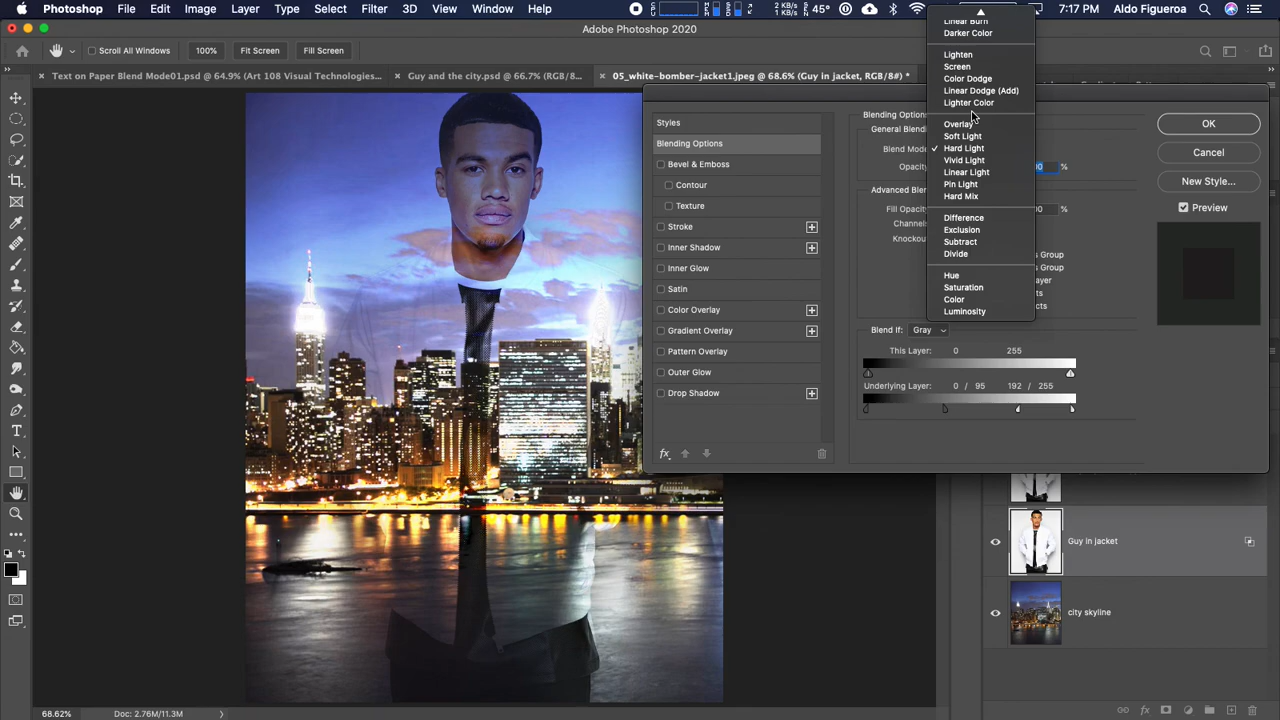 Photoshop File Edit Image Layer Type Select Filter 3D View Window Help 2 KB/s 4 KB/s 45° 7:17 PM Aldo Figueroa
Adobe Photoshop 2020
Scroll All Windows 100% Fit Screen Fill Screen
Text on Paper Blend Mode01.psd @ 64.9% (Art 108 Visual Technologies... Guy and the city.psd @ 66.7% (RGB/8#)... 05_white-bomber-jacket1.jpeg @ 68.6% (Guy in jacket, RGB/8#) *
Linear Burn
Darker Color
Lighten
Screen
Color Dodge
Linear Dodge (Add)
Lighter Color
Overlay
Soft Light
Hard Light
Vivid Light
Linear Light
Pin Light
Hard Mix
Difference
Exclusion
Subtract
Divide
Hue
Saturation
Color
Luminosity
Styles
Blending Options
Bevel & Emboss
Contour
Texture
Stroke
Inner Shadow
Inner Glow
Satin
Color Overlay
Gradient Overlay
Pattern Overlay
Outer Glow
Drop Shadow
fx
Blending Options
General Blending
Blend Mode
Opacity %
Advanced Blen
Fill Opacity %
Channels
Knockout
s Group
s Group
ayer
ts
cts
Blend If: Gray
This Layer: 0 255
Underlying Layer: 0 / 95 192 / 255
OK
Cancel
New Style...
Preview
Guy in jacket
city skyline
68.62% Doc: 2.76M/11.3M